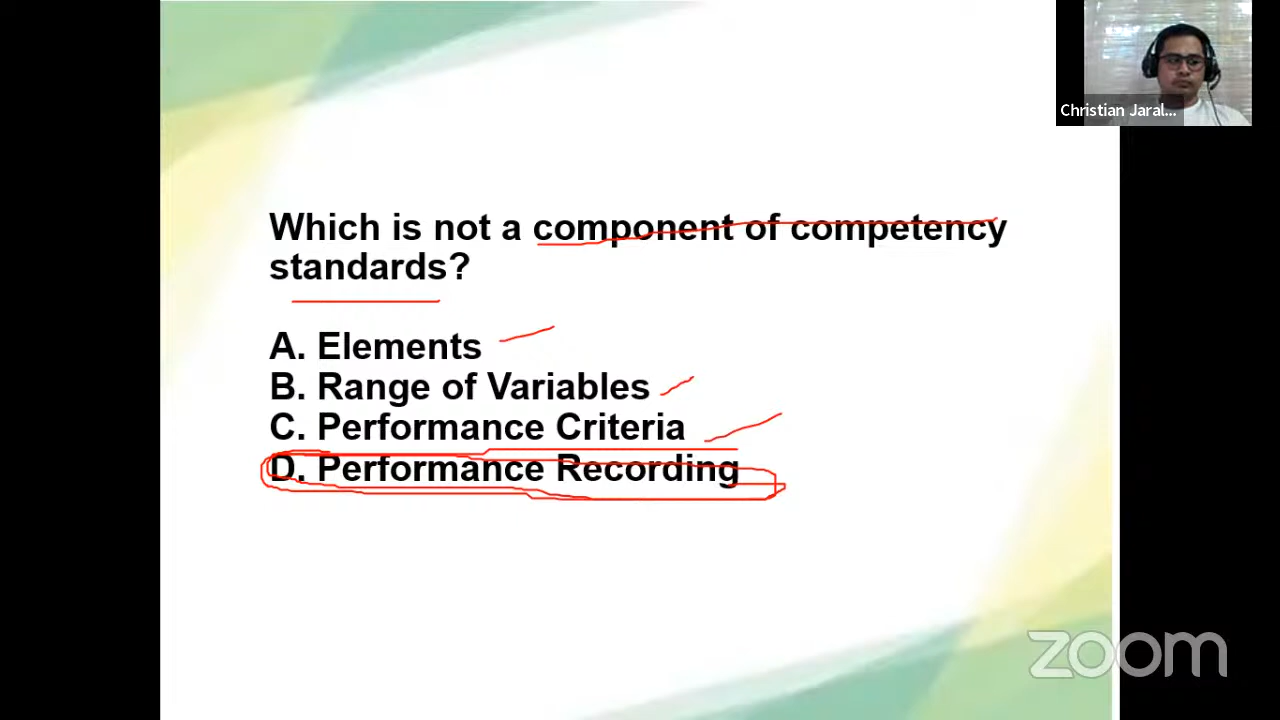 Christian Jaral...
Which is not a component of competency
standards?
A. Elements
B. Range of Variables
C. Performance Criteria
D. Performance Recording
zoom